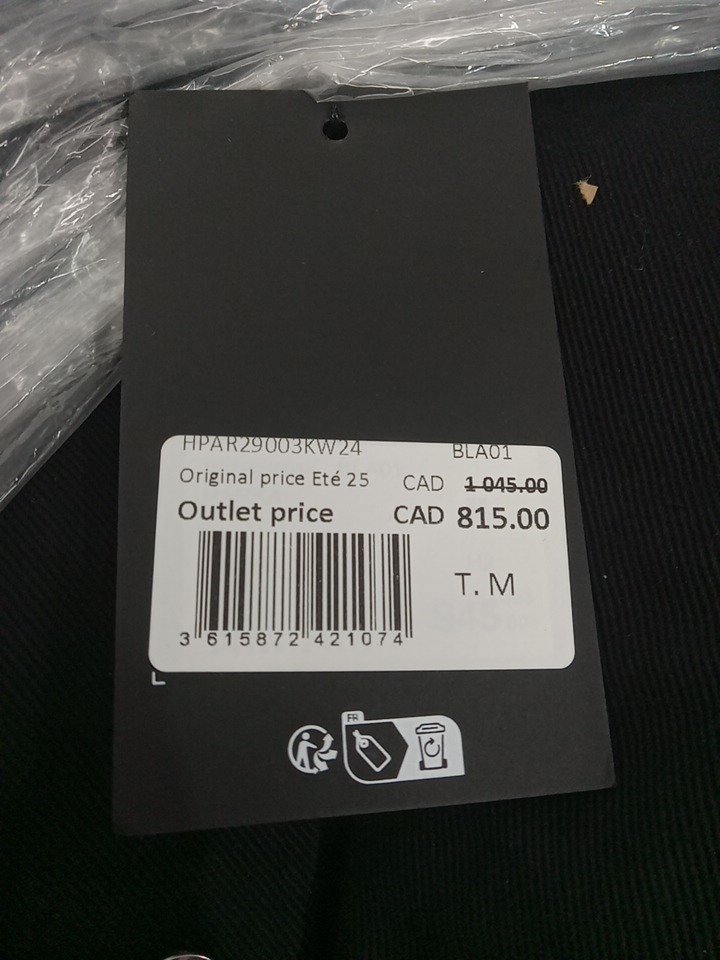 HPAR29003KW24 BLA01
Original price Eté 25 CAD 1 045.00
Outlet price CAD 815.00
T. M
3 615872 421074
FR